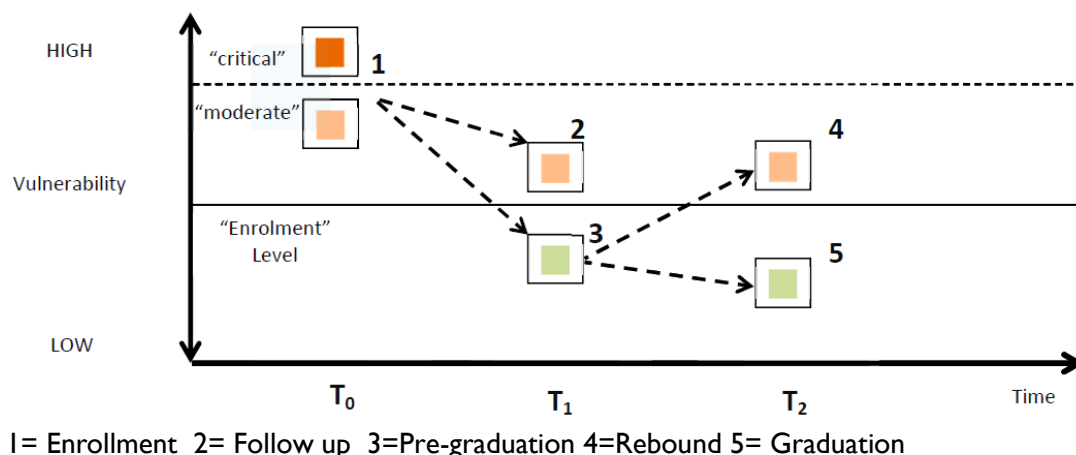 HIGH
“critical”
1
“moderate”
2
4
Vulnerability
“Enrolment”
Level
3
5
LOW
T0
T1
T2
Time
1= Enrollment 2= Follow up 3=Pre-graduation 4=Rebound 5= Graduation